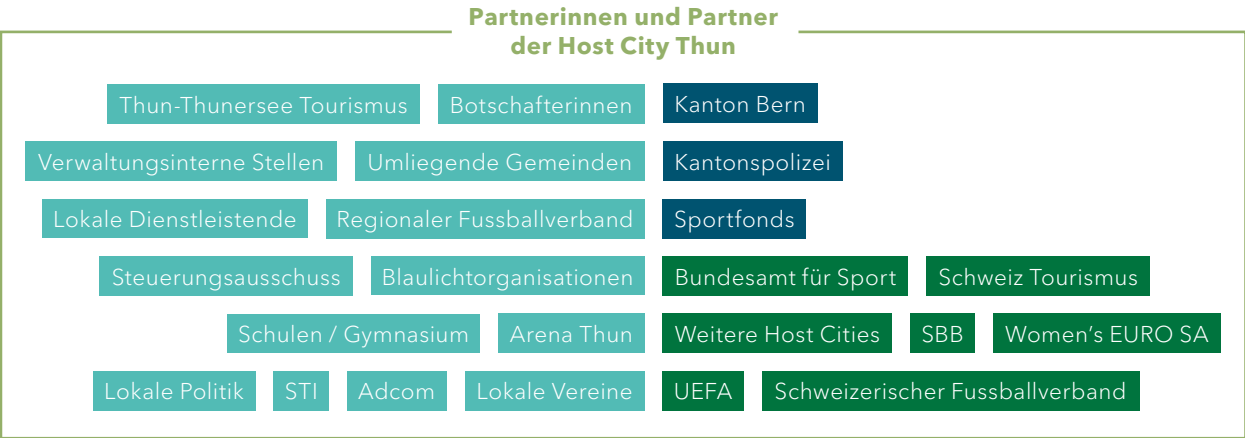 Partnerinnen und Partner
der Host City Thun
Thun-Thunersee Tourismus Botschafterinnen Kanton Bern
Verwaltungsinterne Stellen Umliegende Gemeinden Kantonspolizei
Lokale Dienstleistende Regionaler Fussballverband Sportfonds
Steuerungsausschuss Blaulichtorganisationen Bundesamt für Sport Schweiz Tourismus
Schulen / Gymnasium Arena Thun Weitere Host Cities SBB Women's EURO SA
Lokale Politik STI Adcom Lokale Vereine UEFA Schweizerischer Fussballverband